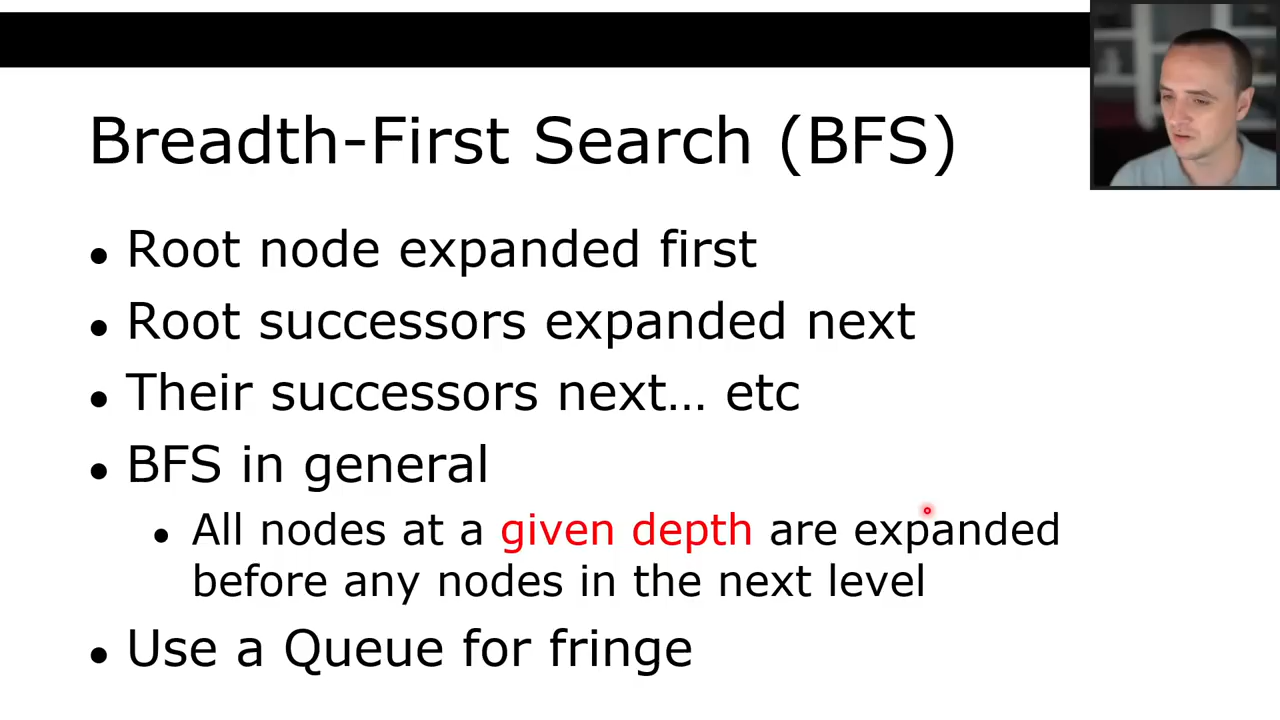 Breadth-First Search (BFS)
● Root node expanded first
● Root successors expanded next
● Their successors next… etc
● BFS in general
● All nodes at a given depth are expanded
before any nodes in the next level
● Use a Queue for fringe